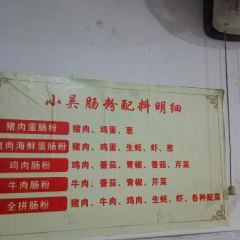 小吴肠粉配料明细
猪肉蛋肠粉 猪肉、鸡蛋、葱
猪肉海鲜蛋肠粉 猪肉、鸡蛋、生蚝、虾、葱
鸡肉肠粉 鸡肉、番茄、青椒、香菇、芹菜
牛肉肠粉 牛肉、番茄、青椒、芹菜
全拼肠粉 猪肉、牛肉、鸡肉、生蚝、虾、各种配菜